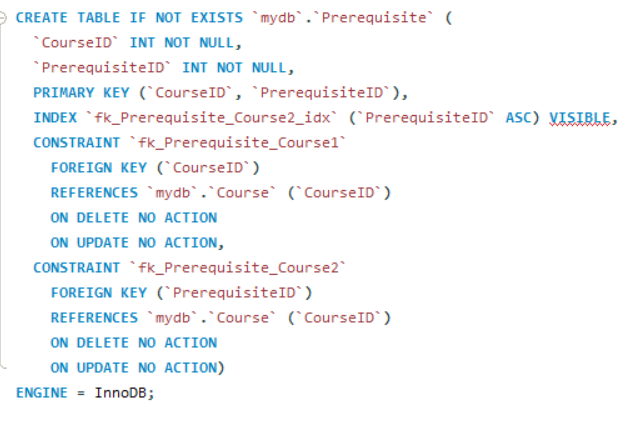 CREATE TABLE IF NOT EXISTS `mydb`.`Prerequisite` (
  `CourseID` INT NOT NULL,
  `PrerequisiteID` INT NOT NULL,
  PRIMARY KEY (`CourseID`, `PrerequisiteID`),
  INDEX `fk_Prerequisite_Course2_idx` (`PrerequisiteID` ASC) VISIBLE,
  CONSTRAINT `fk_Prerequisite_Course1`
    FOREIGN KEY (`CourseID`)
    REFERENCES `mydb`.`Course` (`CourseID`)
    ON DELETE NO ACTION
    ON UPDATE NO ACTION,
  CONSTRAINT `fk_Prerequisite_Course2`
    FOREIGN KEY (`PrerequisiteID`)
    REFERENCES `mydb`.`Course` (`CourseID`)
    ON DELETE NO ACTION
    ON UPDATE NO ACTION)
ENGINE = InnoDB;